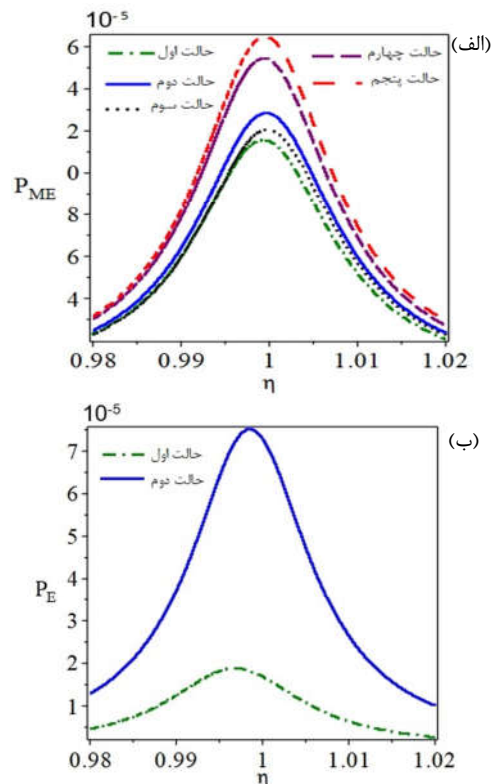 10-5
(الف)
6
حالت اول
حالت چهارم
حالت دوم
حالت پنجم
حالت سوم
4
2
0
8
6
4
PME
0.98 0.99 1 1.01 1.02
η
10-5
(ب)
حالت اول
حالت دوم
7
6
5
4
3
2
1
PE
0.98 0.99 1 1.01 1.02
η